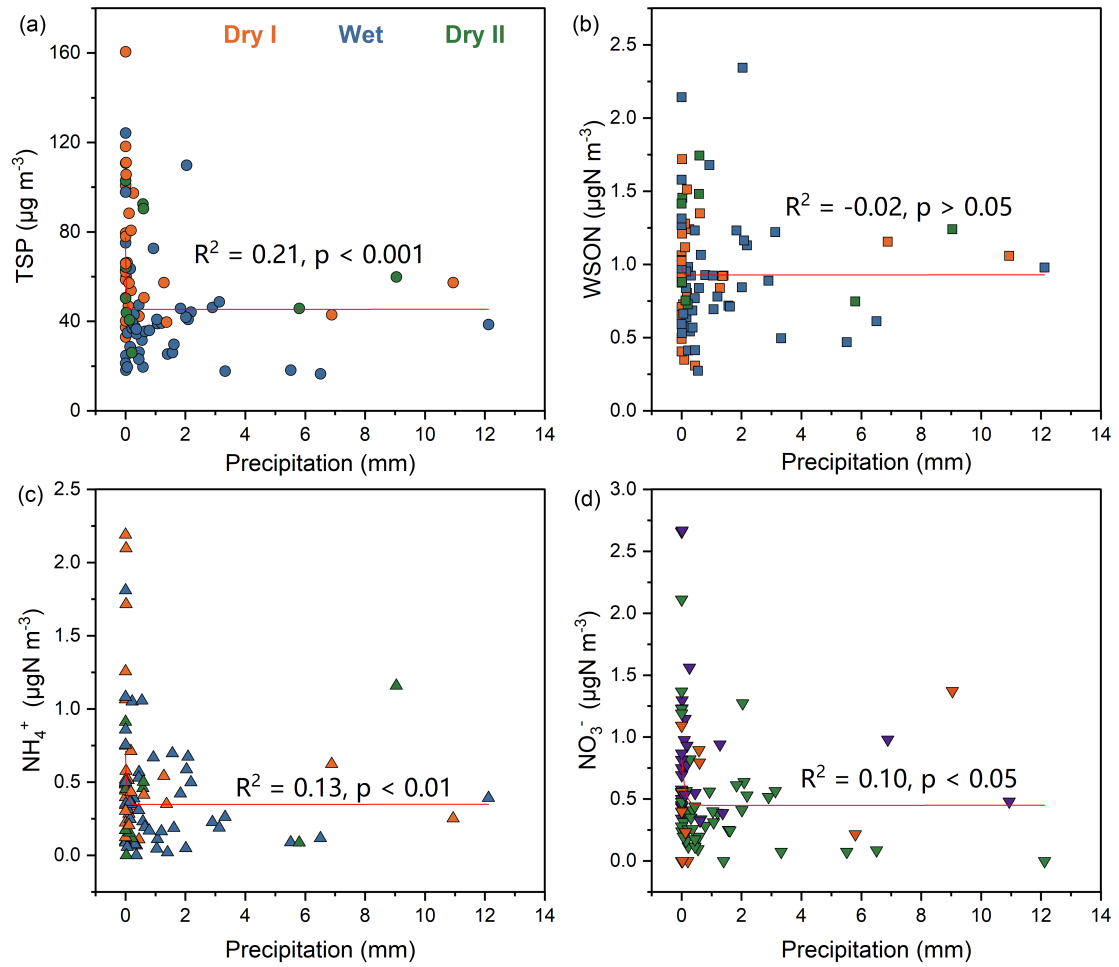 (a)
Dry I Wet Dry II
160
120
80
40
0
TSP (µg m⁻³)
R² = 0.21, p < 0.001
0 2 4 6 8 10 12 14
Precipitation (mm)
(b)
2.5
2.0
1.5
1.0
0.5
0.0
WSON (µgN m⁻³)
R² = -0.02, p > 0.05
0 2 4 6 8 10 12 14
Precipitation (mm)
(c)
2.5
2.0
1.5
1.0
0.5
0.0
NH₄⁺ (µgN m⁻³)
R² = 0.13, p < 0.01
0 2 4 6 8 10 12 14
Precipitation (mm)
(d)
3.0
2.5
2.0
1.5
1.0
0.5
0.0
NO₃⁻ (µgN m⁻³)
R² = 0.10, p < 0.05
0 2 4 6 8 10 12 14
Precipitation (mm)